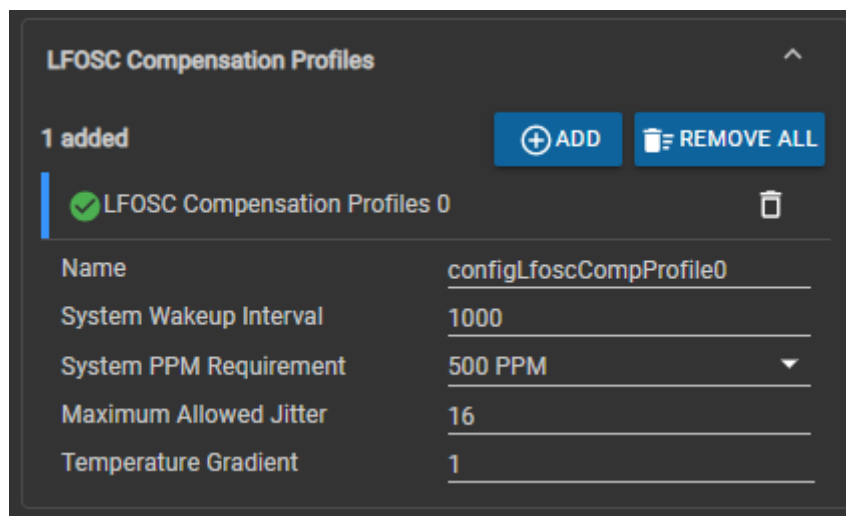 LFOSC Compensation Profiles
1 added ADD REMOVE ALL
LFOSC Compensation Profiles 0
Name configLfoscCompProfile0
System Wakeup Interval 1000
System PPM Requirement 500 PPM
Maximum Allowed Jitter 16
Temperature Gradient 1